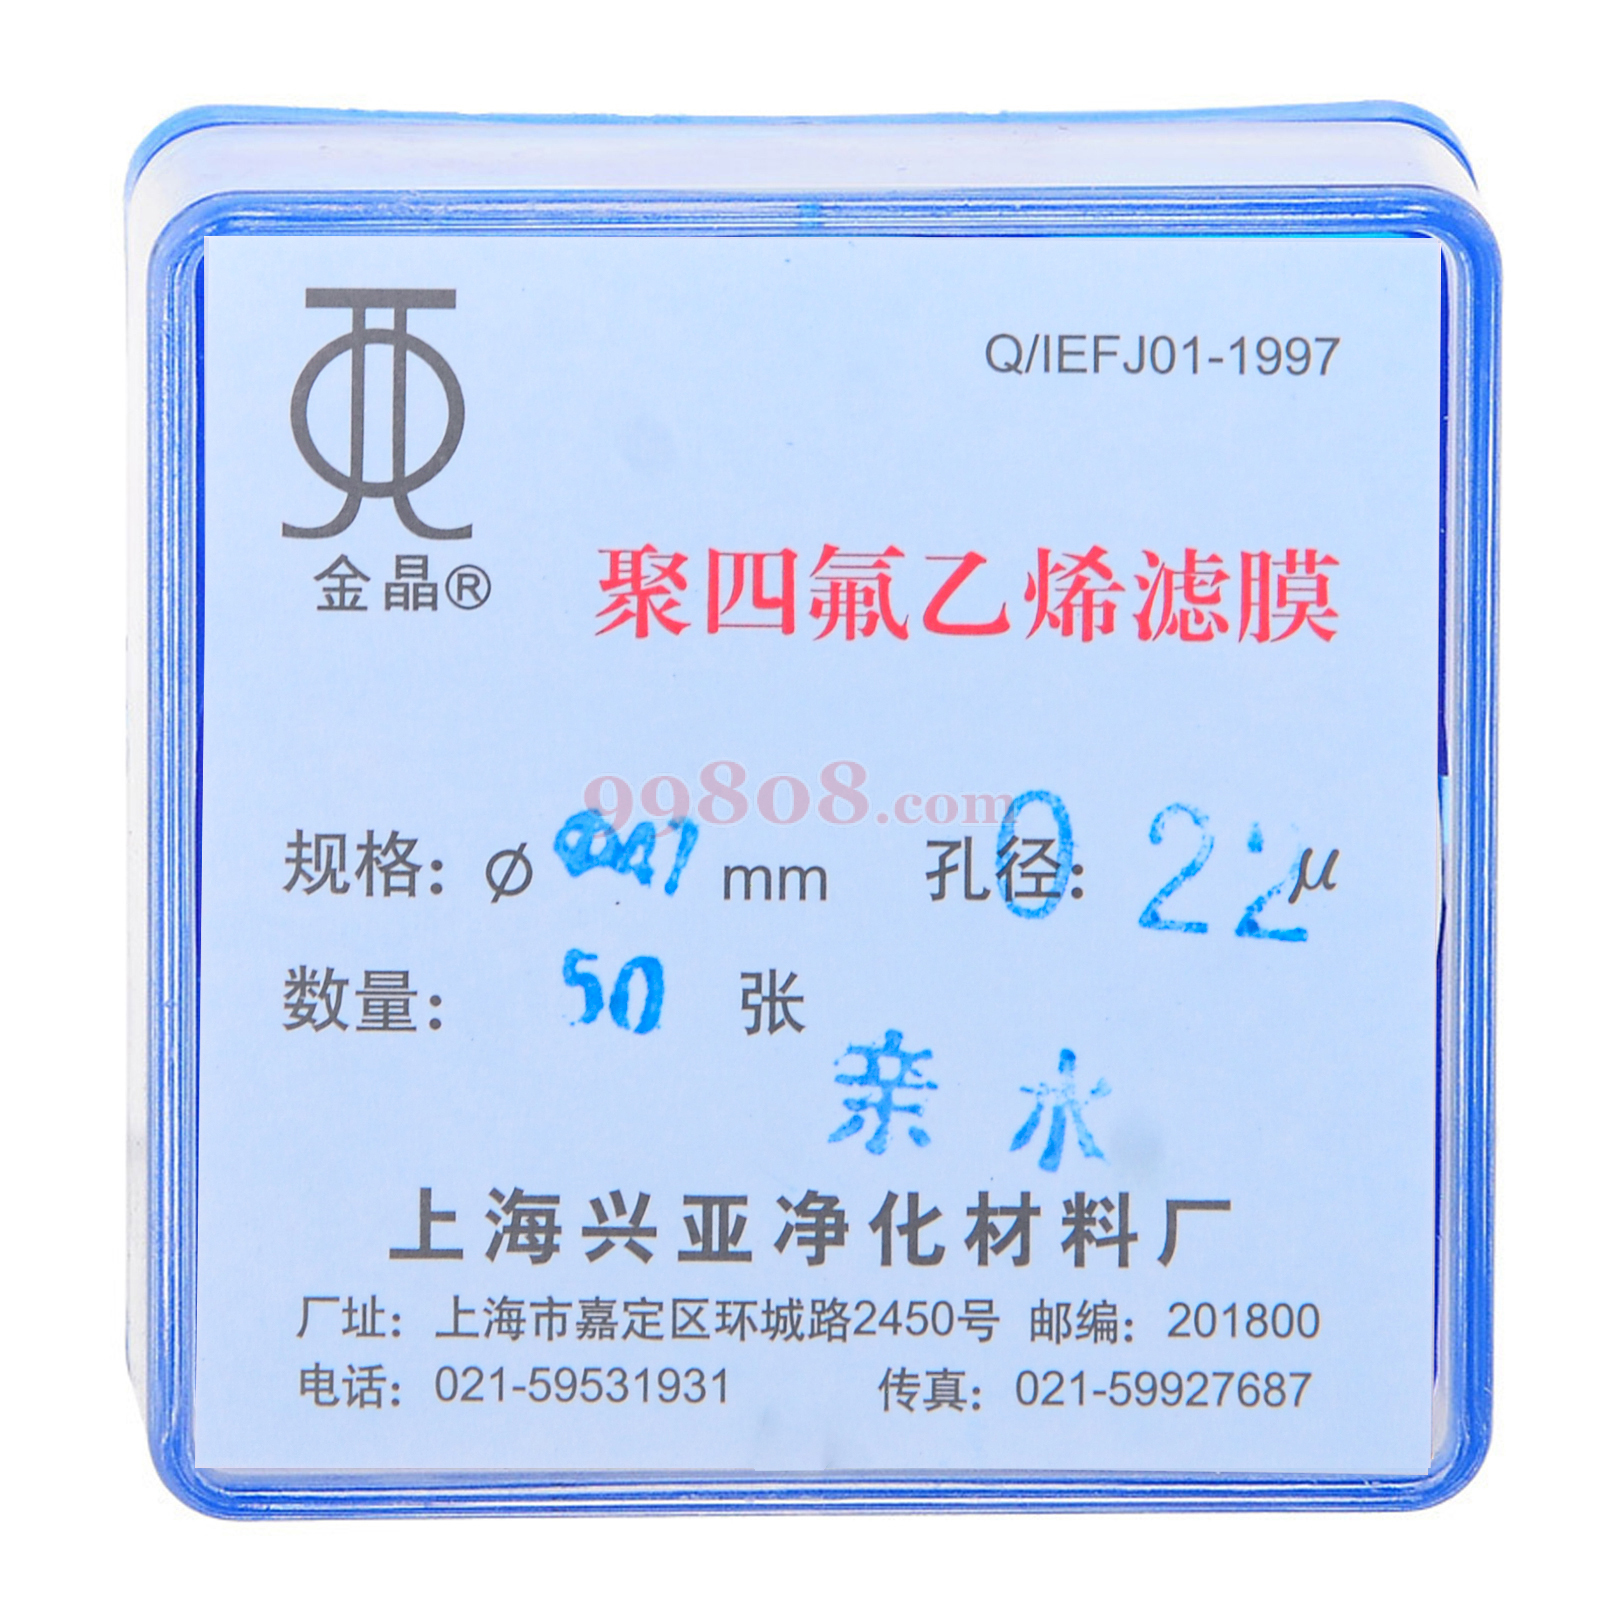 Q/IEFJ01-1997
金晶®
聚四氟乙烯滤膜
99808.com
规格：Ø mm 孔径：0.22μ
数量：50 张
亲水
上海兴亚净化材料厂
厂址：上海市嘉定区环城路2450号 邮编：201800
电话：021-59531931 传真：021-59927687